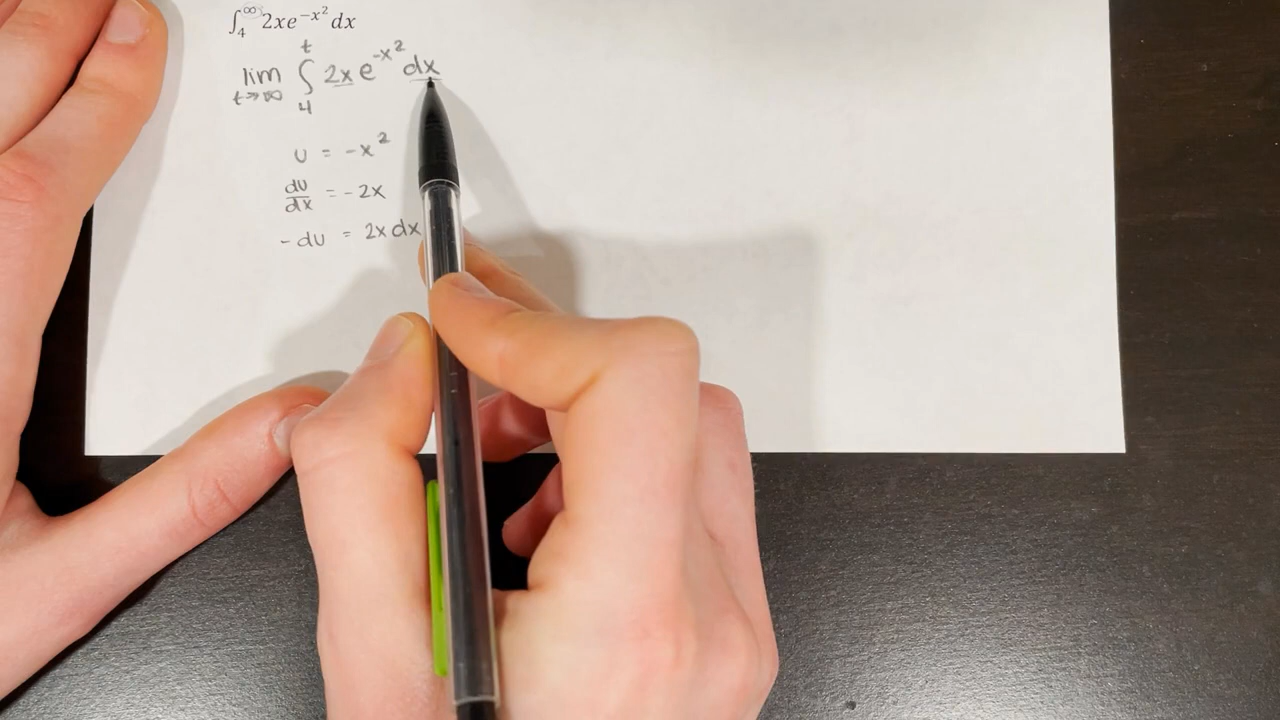 ∫₄^∞ 2xe^{-x²} dx
lim t→∞ ∫₄^t 2x e^{-x²} dx
u = -x²
du/dx = -2x
-du = 2x dx